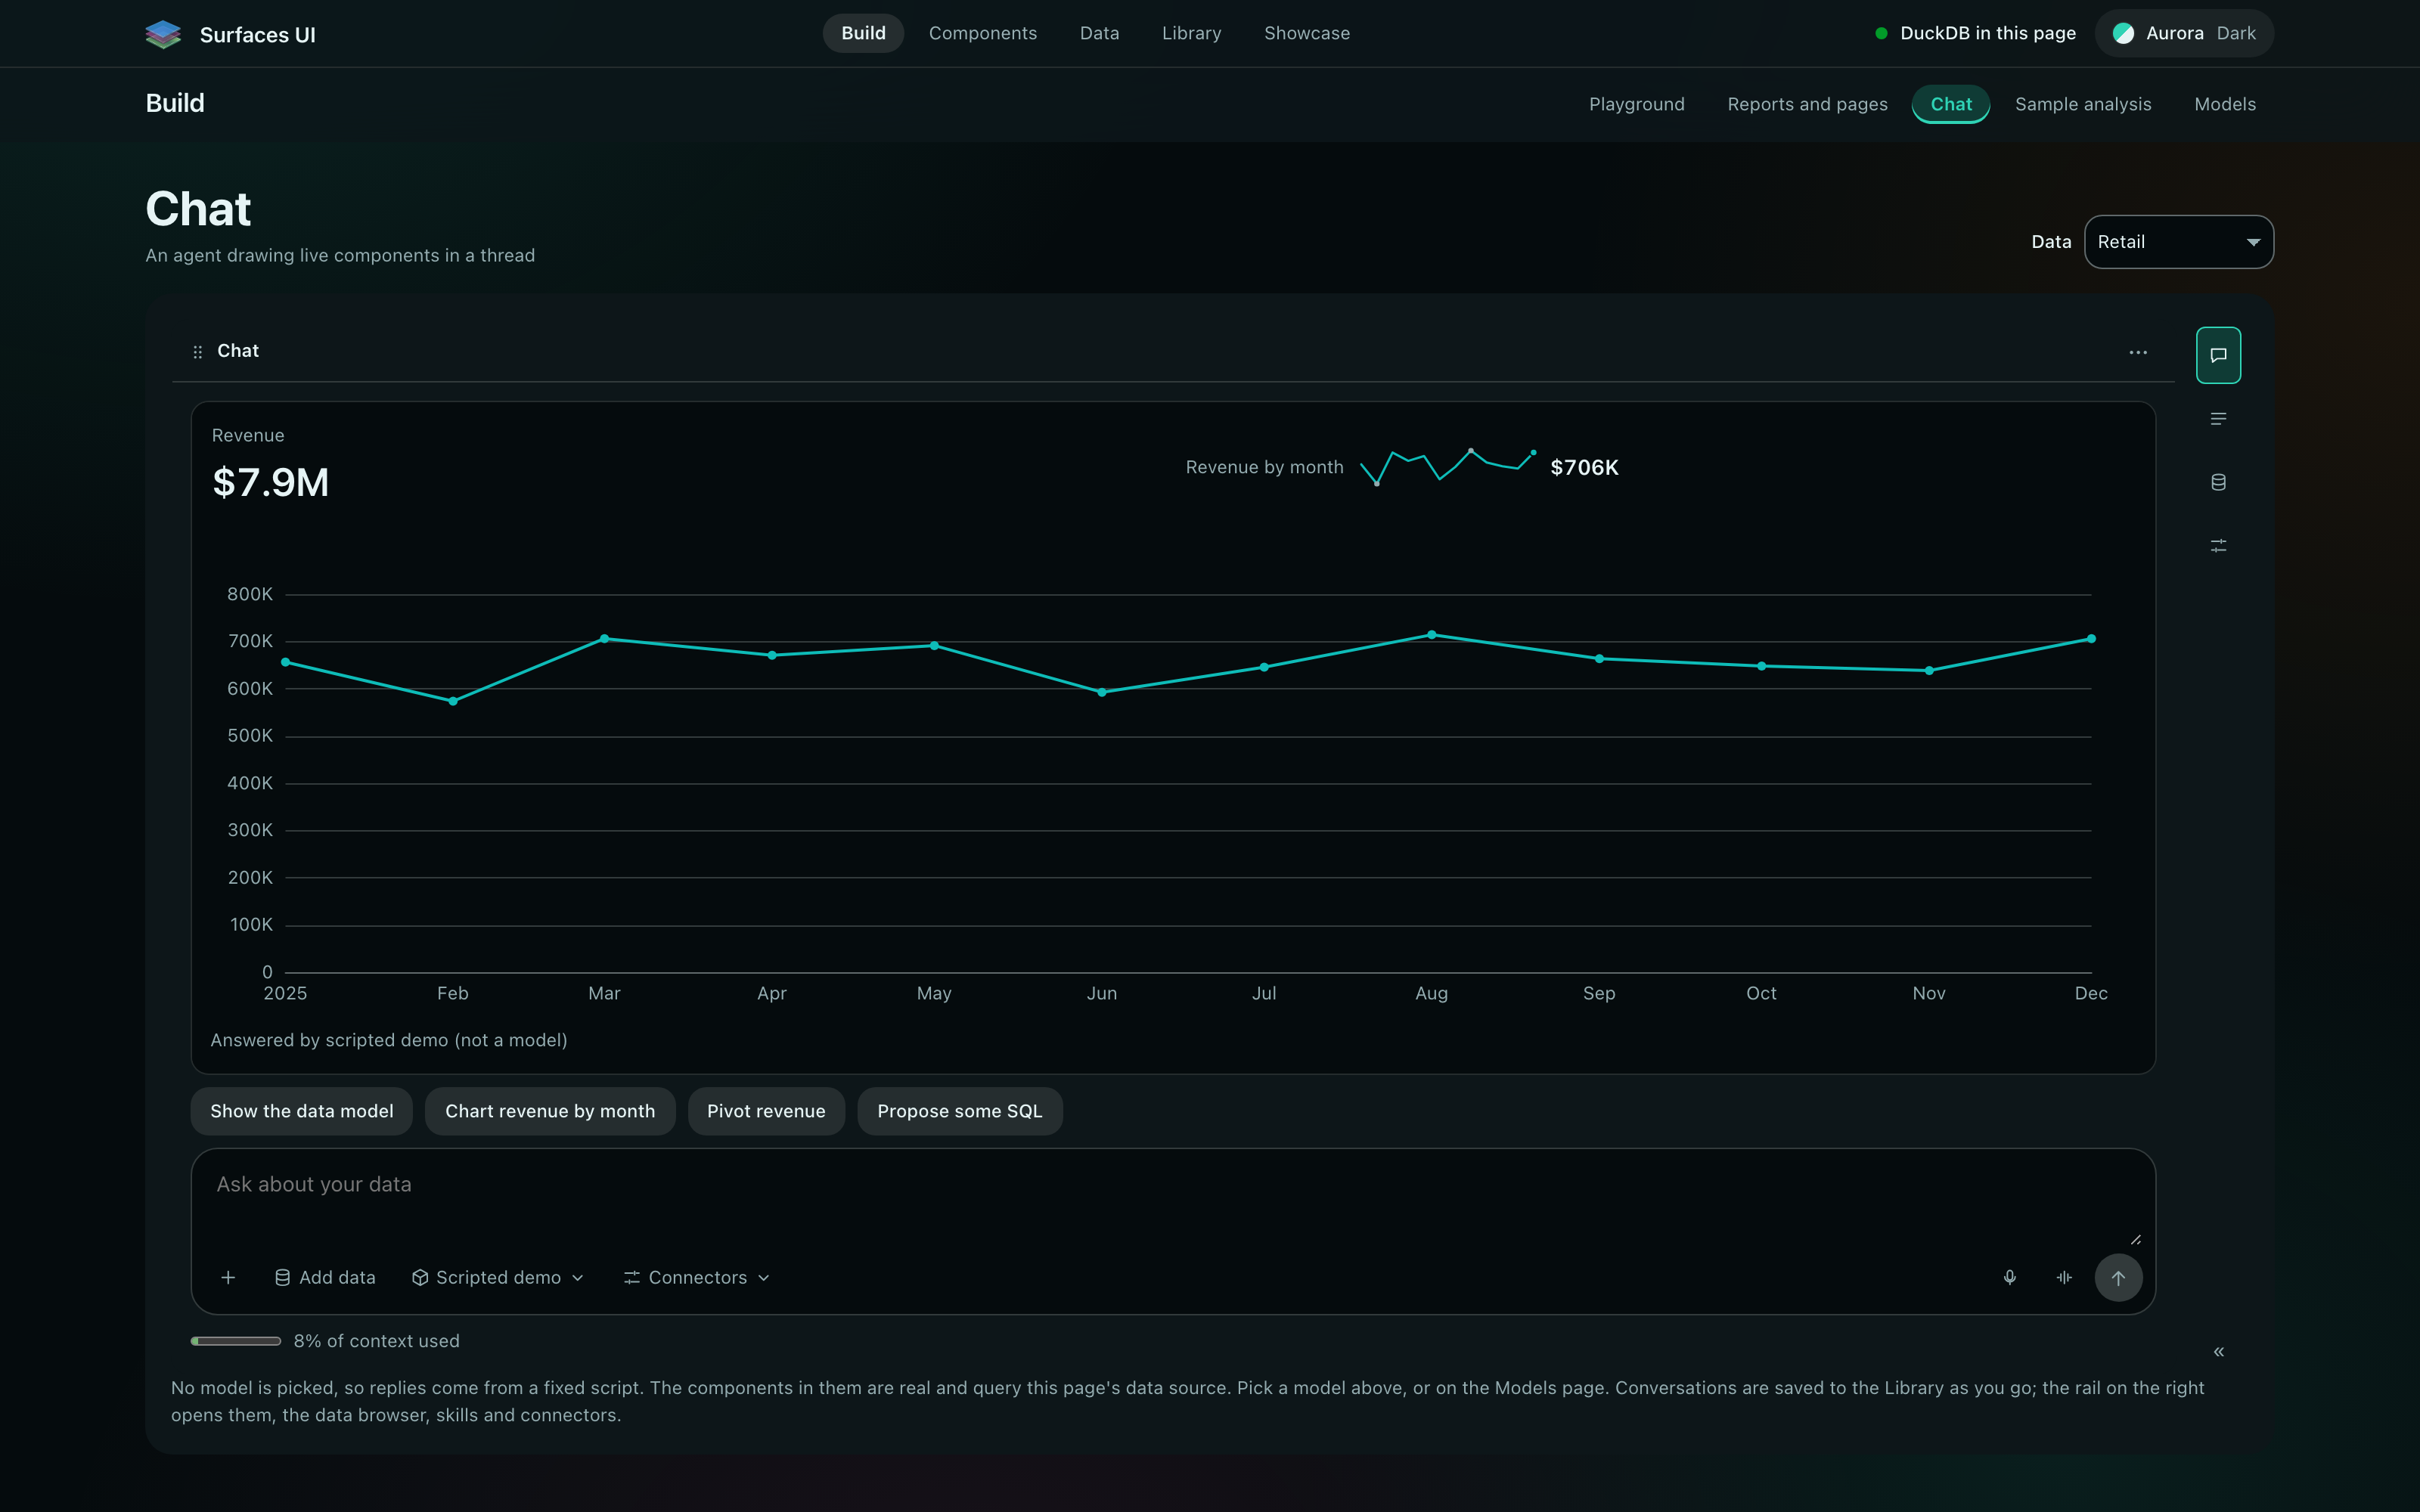 Surfaces UI
Build
Components
Data
Library
Showcase
DuckDB in this page
Aurora Dark
Build
Playground
Reports and pages
Chat
Sample analysis
Models
Chat
An agent drawing live components in a thread
Data
Retail
Chat
Revenue
$7.9M
Revenue by month
$706K
800K
700K
600K
500K
400K
300K
200K
100K
0
2025
Feb
Mar
Apr
May
Jun
Jul
Aug
Sep
Oct
Nov
Dec
Answered by scripted demo (not a model)
Show the data model
Chart revenue by month
Pivot revenue
Propose some SQL
Ask about your data
Add data
Scripted demo
Connectors
8% of context used
No model is picked, so replies come from a fixed script. The components in them are real and query this page's data source. Pick a model above, or on the Models page. Conversations are saved to the Library as you go; the rail on the right
opens them, the data browser, skills and connectors.